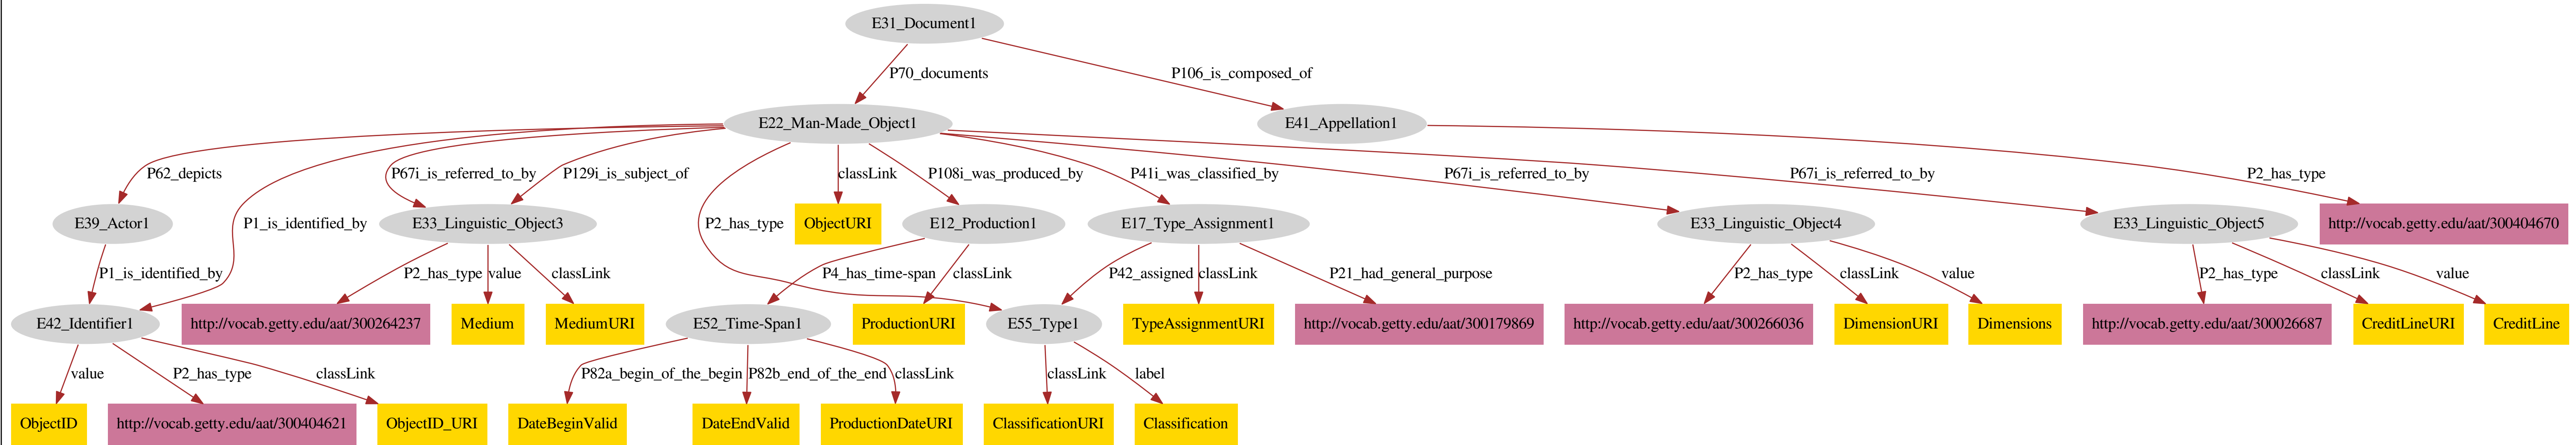 E31_Document1
P70_documents
P106_is_composed_of
E22_Man-Made_Object1
E41_Appellation1
P62_depicts
P67i_is_referred_to_by
P129i_is_subject_of
classLink
P108i_was_produced_by
P41i_was_classified_by
P67i_is_referred_to_by
P67i_is_referred_to_by
P2_has_type
E39_Actor1
P1_is_identified_by
E33_Linguistic_Object3
P2_has_type
ObjectURI
E12_Production1
E17_Type_Assignment1
E33_Linguistic_Object4
E33_Linguistic_Object5
http://vocab.getty.edu/aat/300404670
P1_is_identified_by
P2_has_type
value
classLink
P4_has_time-span
classLink
P42_assigned
classLink
P21_had_general_purpose
P2_has_type
classLink
value
P2_has_type
classLink
value
E42_Identifier1
http://vocab.getty.edu/aat/300264237
Medium
MediumURI
E52_Time-Span1
ProductionURI
E55_Type1
TypeAssignmentURI
http://vocab.getty.edu/aat/300179869
http://vocab.getty.edu/aat/300266036
DimensionURI
Dimensions
http://vocab.getty.edu/aat/300026687
CreditLineURI
CreditLine
value
P2_has_type
classLink
P82a_begin_of_the_begin
P82b_end_of_the_end
classLink
classLink
label
ObjectID
http://vocab.getty.edu/aat/300404621
ObjectID_URI
DateBeginValid
DateEndValid
ProductionDateURI
ClassificationURI
Classification